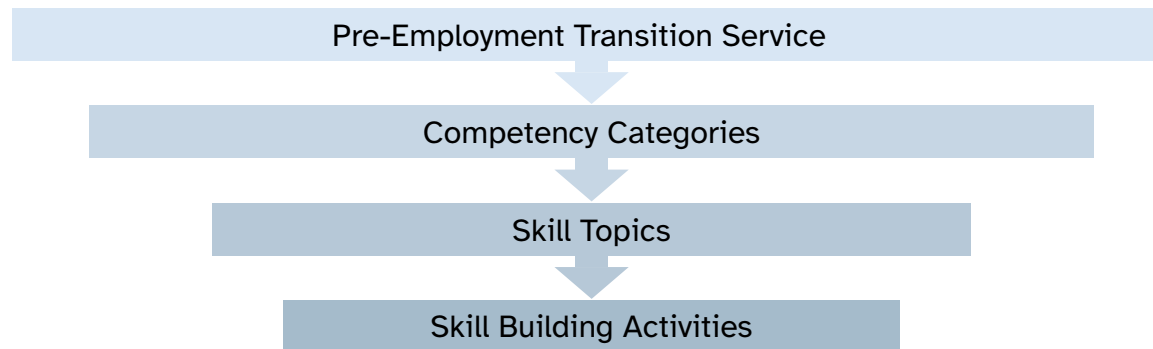 Pre-Employment Transition Service
Competency Categories
Skill Topics
Skill Building Activities